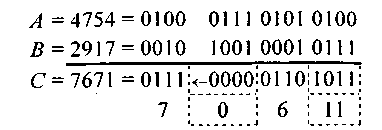 A = 4754 = 0100 0111 0101 0100
B = 2917 = 0010 1001 0001 0111
C = 7671 = 0111 ←0000 0110 1011
7 0 6 11